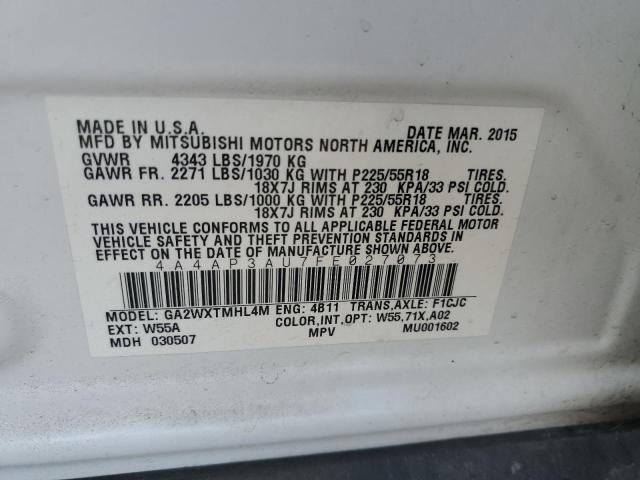 MADE IN U.S.A. DATE MAR. 2015
MFD BY MITSUBISHI MOTORS NORTH AMERICA, INC.
GVWR 4343 LBS/1970 KG
GAWR FR. 2271 LBS/1030 KG WITH P225/55R18 TIRES.
18X7J RIMS AT 230 KPA/33 PSI COLD.
GAWR RR. 2205 LBS/1000 KG WITH P225/55R18 TIRES.
18X7J RIMS AT 230 KPA/33 PSI COLD.
THIS VEHICLE CONFORMS TO ALL APPLICABLE FEDERAL MOTOR
VEHICLE SAFETY AND THEFT PREVENTION STANDARDS IN
EFFECT ON THE DATE OF MANUFACTURE SHOWN ABOVE.
4A4AP3AU7FE027073
MODEL: GA2WXTMHL4M ENG: 4B11 TRANS,AXLE: F1CJC
EXT: W55A COLOR,INT,OPT: W55,71X,A02
MDH 030507 MPV MU001602